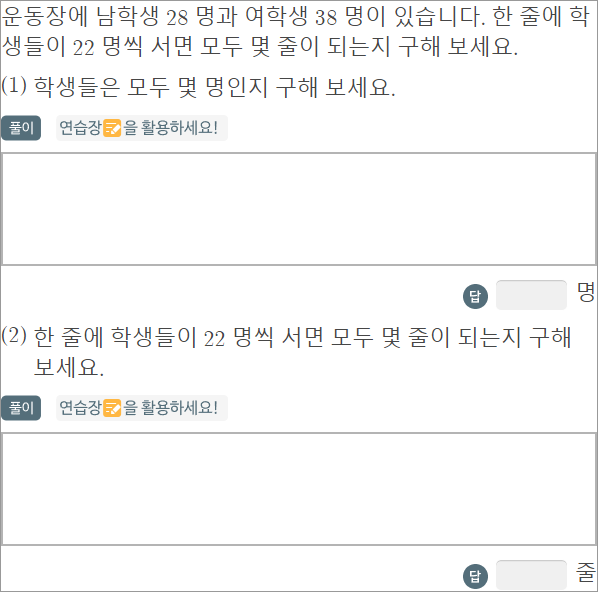 운동장에 남학생 28 명과 여학생 38 명이 있습니다. 한 줄에 학
생들이 22 명씩 서면 모두 몇 줄이 되는지 구해 보세요.
(1) 학생들은 모두 몇 명인지 구해 보세요.
풀이 연습장을 활용하세요!
답 명
(2) 한 줄에 학생들이 22 명씩 서면 모두 몇 줄이 되는지 구해
보세요.
풀이 연습장을 활용하세요!
답 줄